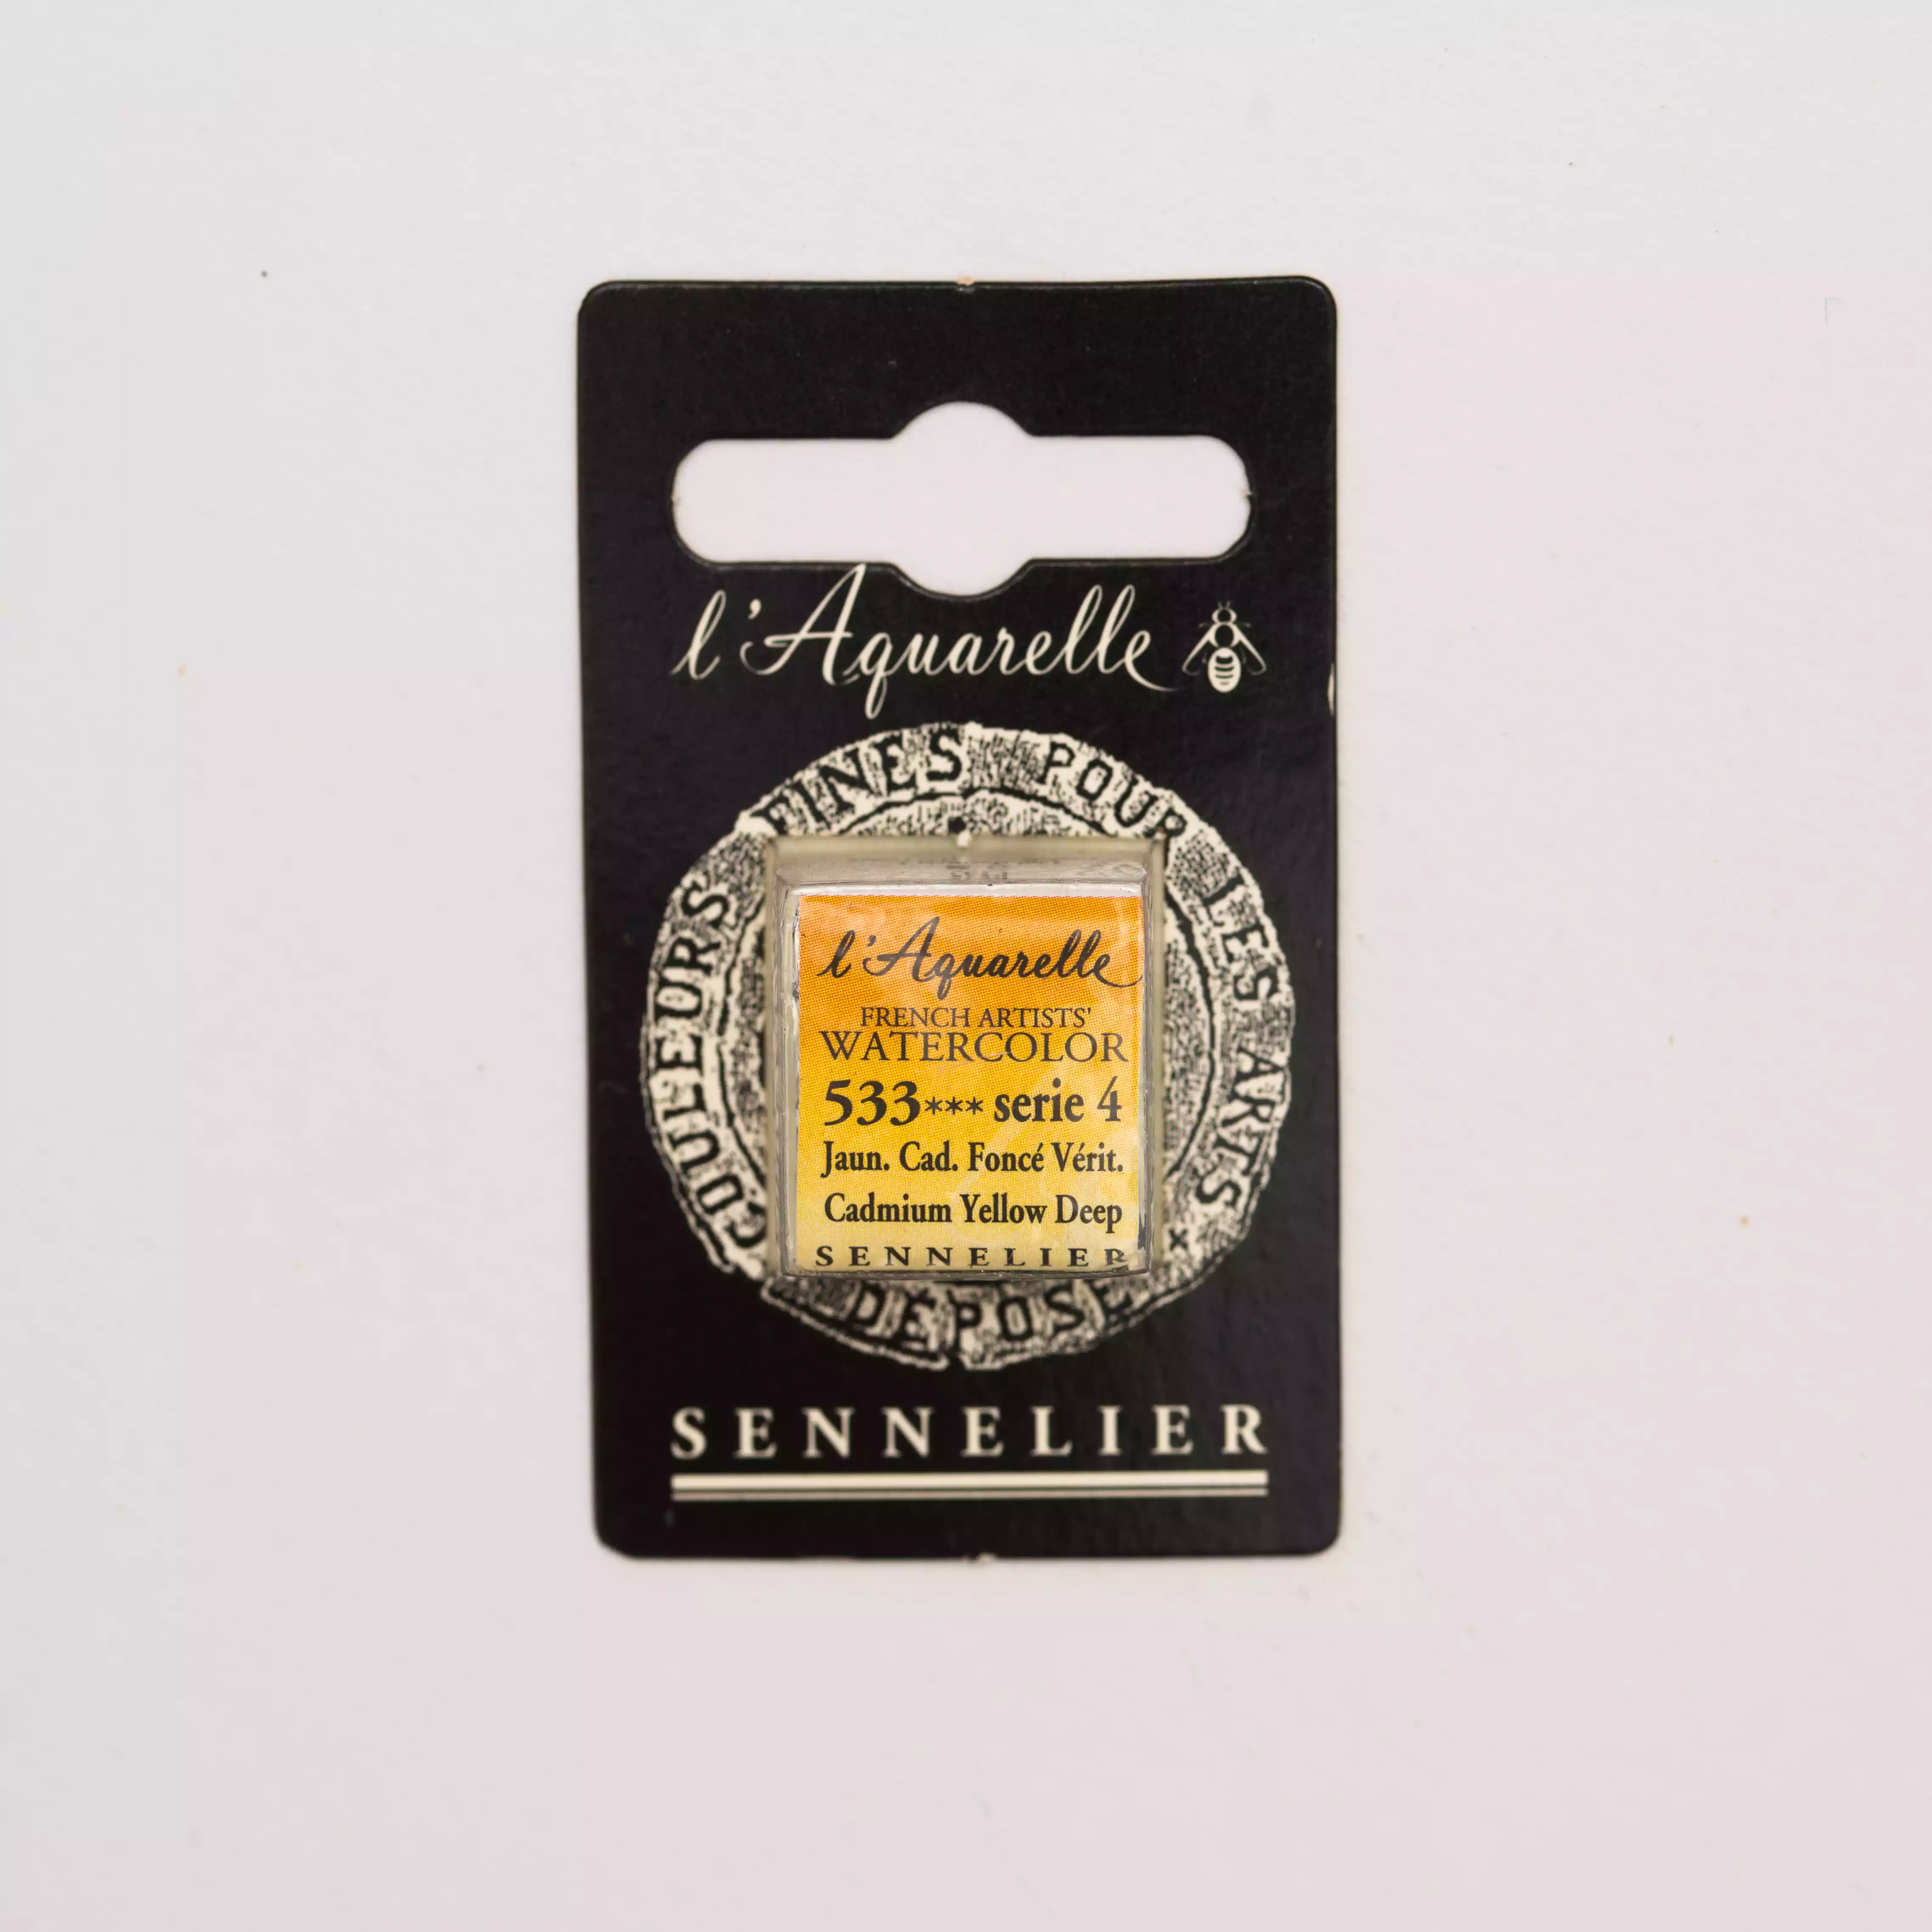 l'Aquarelle
COULEURS FINES POUR LES ARTS
l'Aquarelle
FRENCH ARTISTS'
WATERCOLOR
533*** serie 4
Jaun. Cad. Foncé Vérit.
Cadmium Yellow Deep
SENNELIER
DÉPOSÉ
SENNELIER